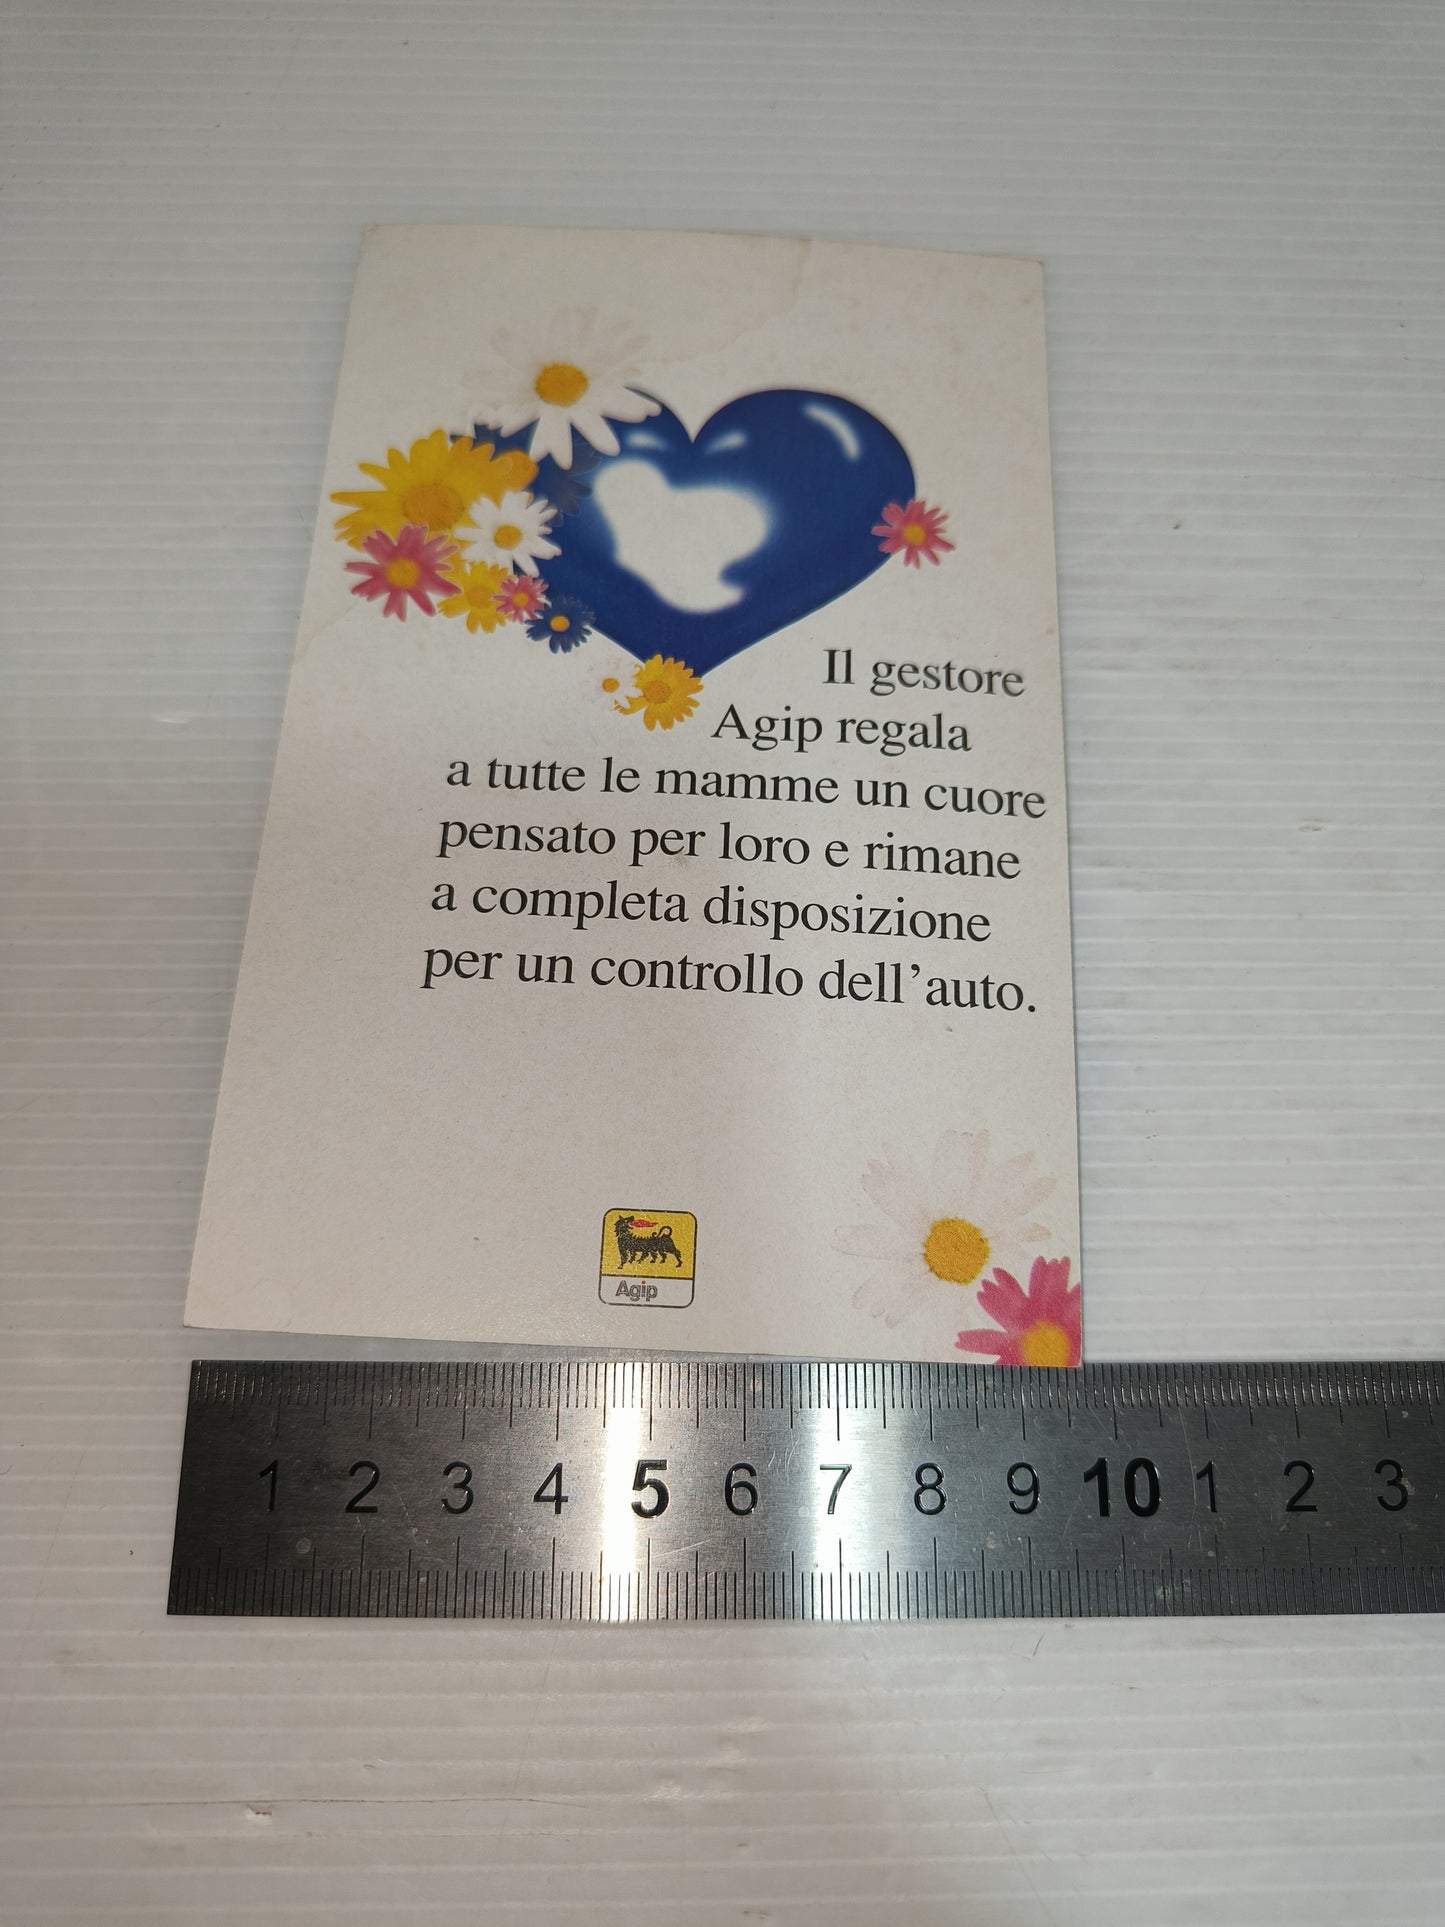 Il gestore
Agip regala
a tutte le mamme un cuore
pensato per loro e rimane
a completa disposizione
per un controllo dell’auto.
Agip
1 2 3 4 5 6 7 8 9 10 1 2 3